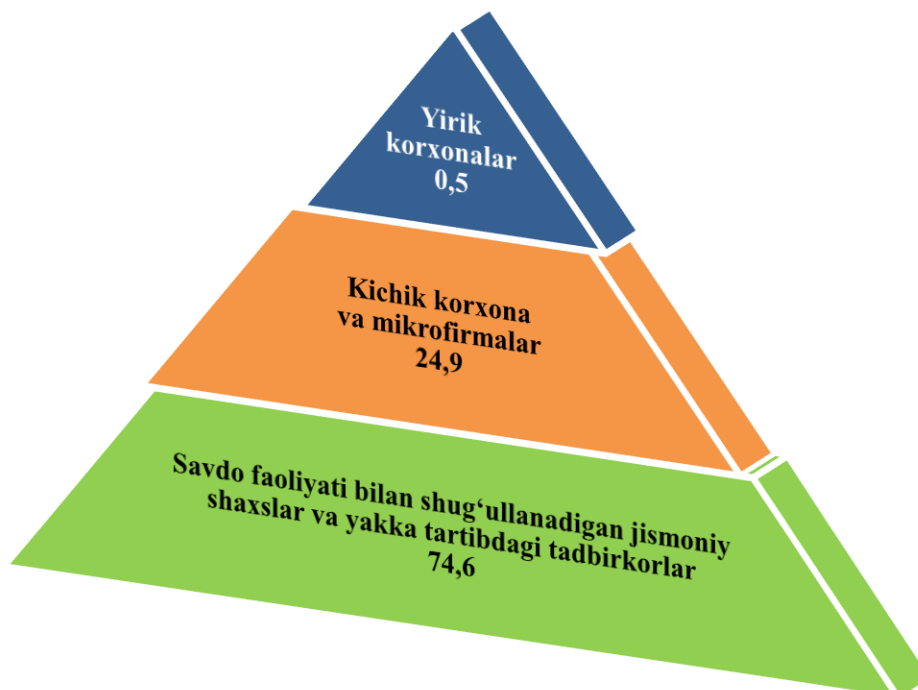 Yirik
korxonalar
0,5
Kichik korxona
va mikrofirmalar
24,9
Savdo faoliyati bilan shug‘ullanadigan jismoniy
shaxslar va yakka tartibdagi tadbirkorlar
74,6